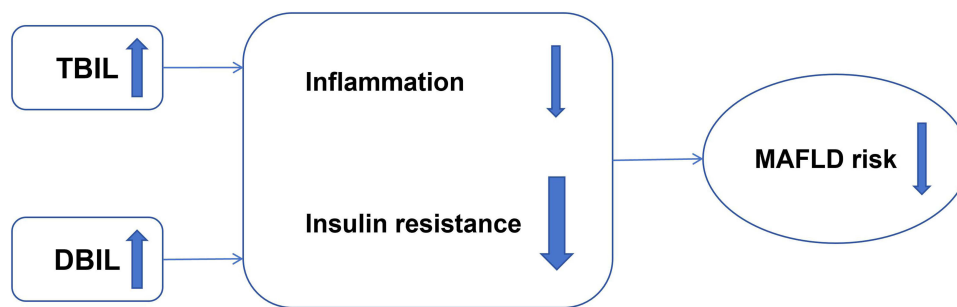 TBIL
Inflammation
MAFLD risk
Insulin resistance
DBIL